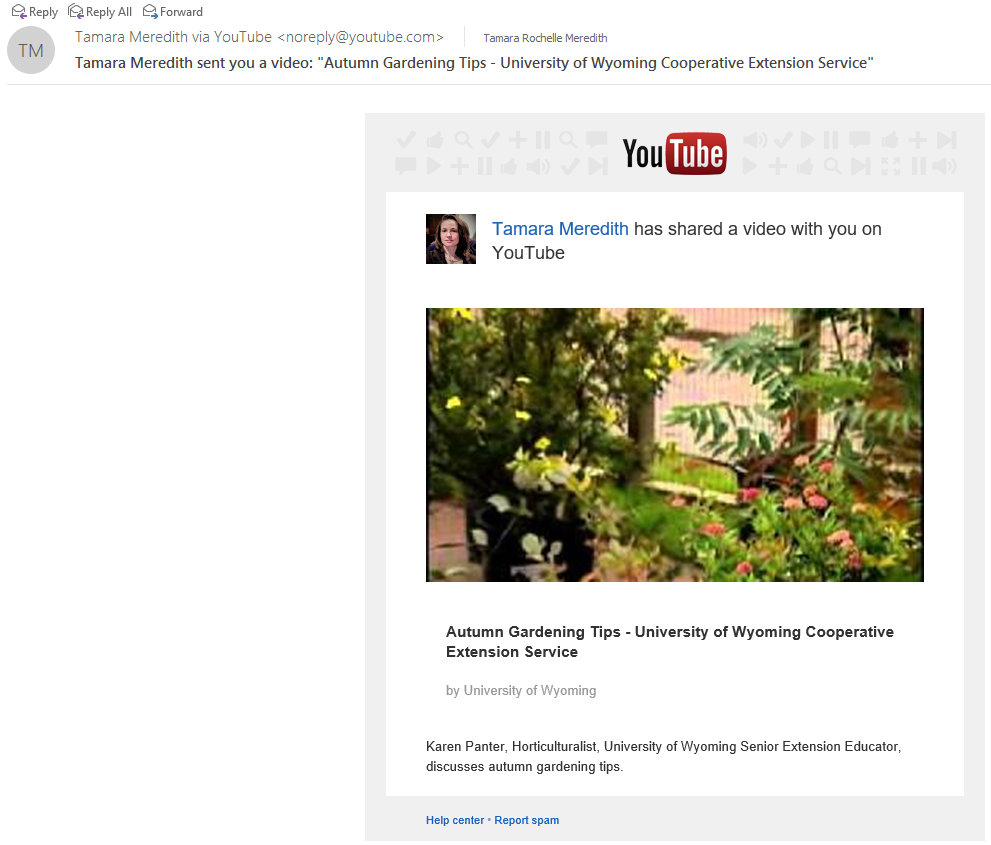 Reply Reply All Forward
TM
Tamara Meredith via YouTube <noreply@youtube.com> Tamara Rochelle Meredith
Tamara Meredith sent you a video: "Autumn Gardening Tips - University of Wyoming Cooperative Extension Service"
YouTube
Tamara Meredith has shared a video with you on
YouTube
Autumn Gardening Tips - University of Wyoming Cooperative
Extension Service
by University of Wyoming
Karen Panter, Horticulturalist, University of Wyoming Senior Extension Educator,
discusses autumn gardening tips.
Help center • Report spam